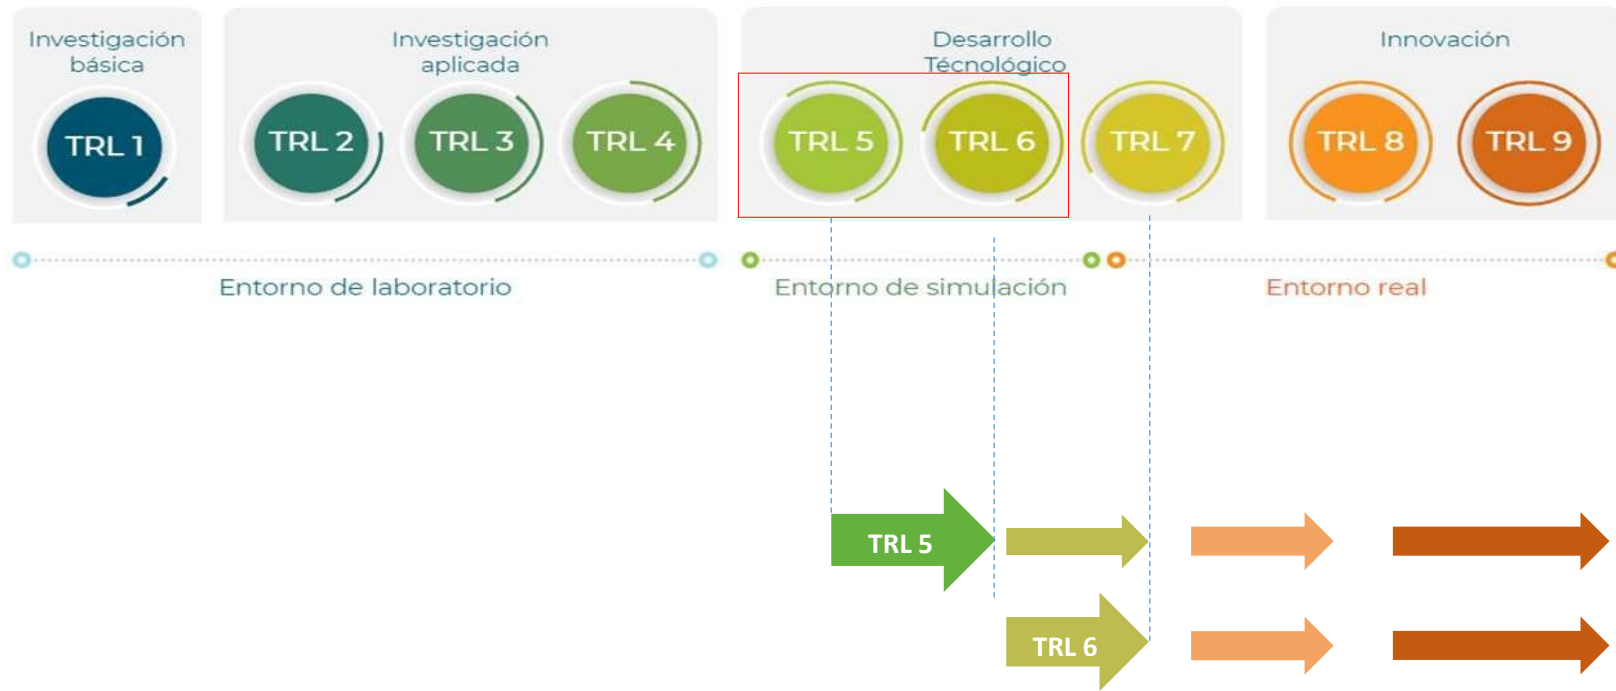 Investigación
básica
Investigación
aplicada
Desarrollo
Técnológico
Innovación
TRL 1
TRL 2
TRL 3
TRL 4
TRL 5
TRL 6
TRL 7
TRL 8
TRL 9
Entorno de laboratorio
Entorno de simulación
Entorno real
TRL 5
TRL 6